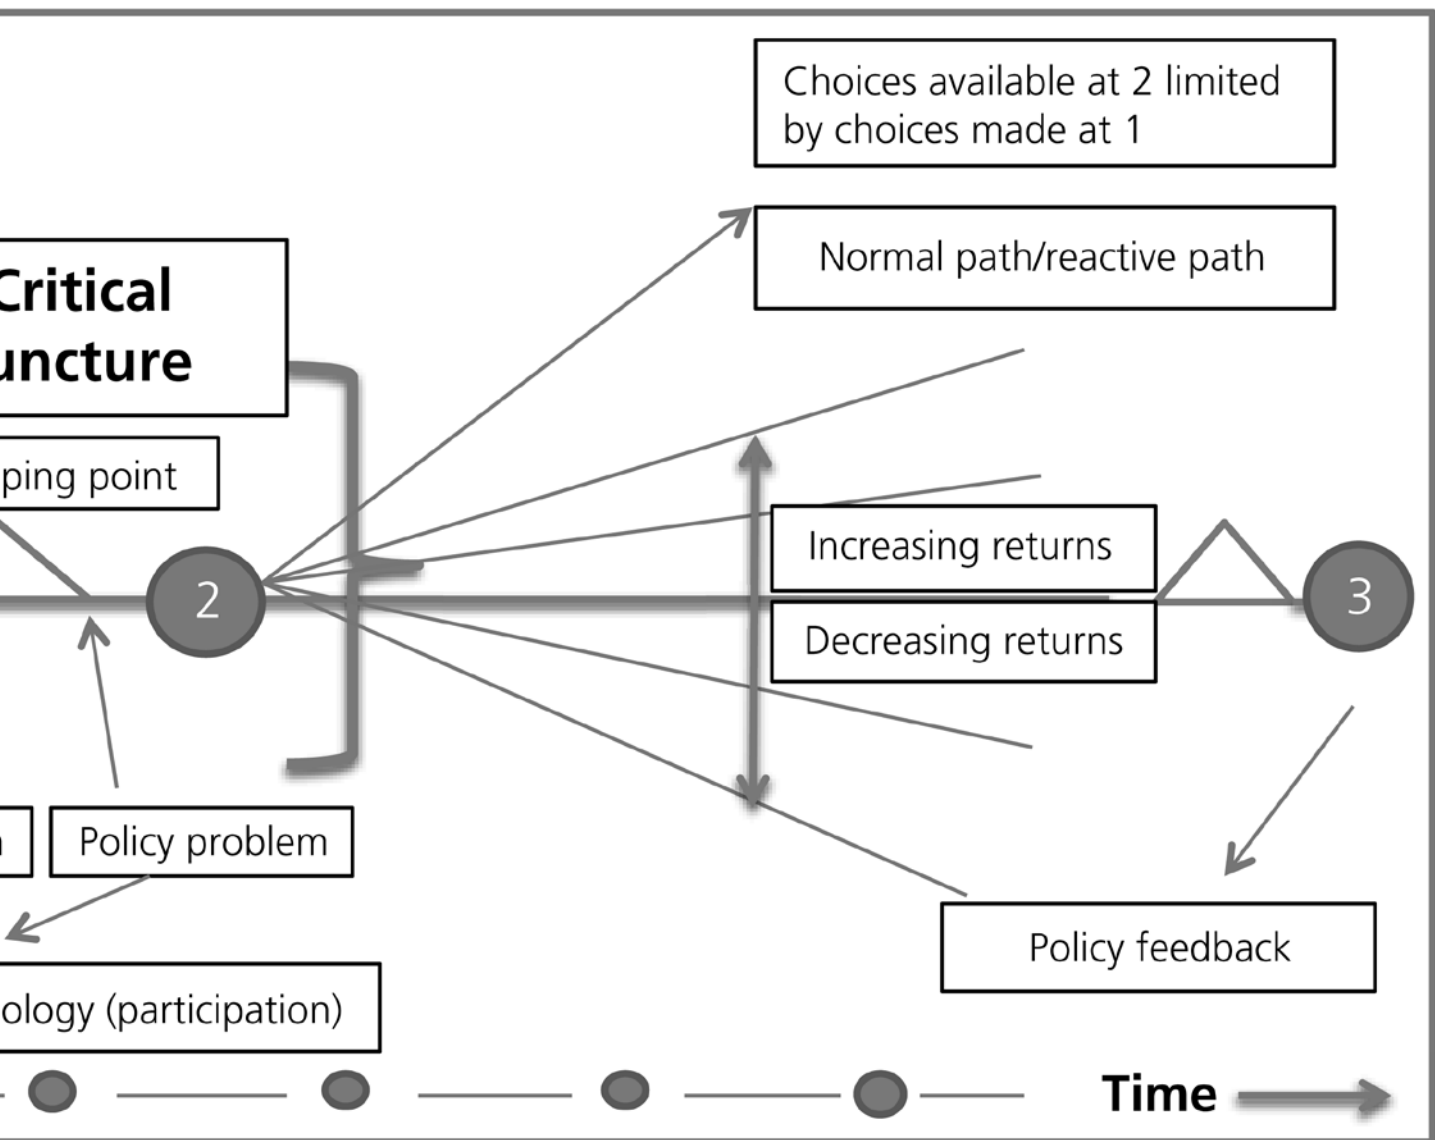 Choices available at 2 limited
by choices made at 1
Normal path/reactive path
Critical
uncture
ping point
Increasing returns
2
3
Decreasing returns
Policy problem
Policy feedback
ology (participation)
Time